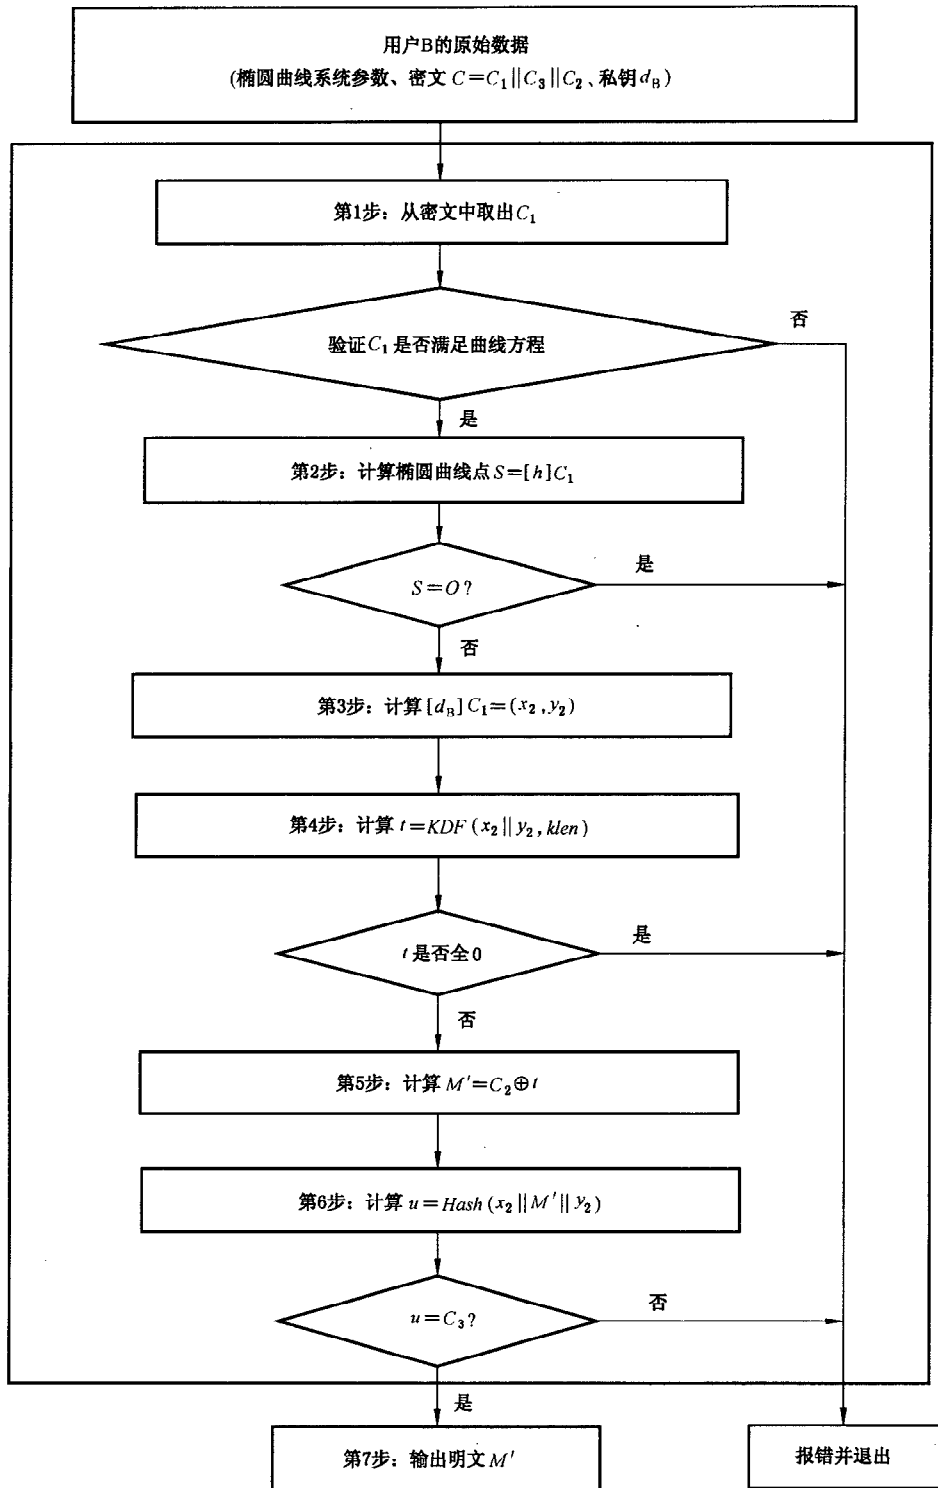 用户B的原始数据
(椭圆曲线系统参数、密文 C=C₁||C₃||C₂、私钥d_B)
第1步：从密文中取出C₁
验证C₁是否满足曲线方程
否
是
第2步：计算椭圆曲线点S=[h]C₁
S=O?
是
否
第3步：计算[d_B]C₁=(x₂,y₂)
第4步：计算 t=KDF(x₂||y₂,klen)
t是否全0
是
否
第5步：计算 M′=C₂⊕t
第6步：计算 u=Hash(x₂||M′||y₂)
u=C₃?
否
是
第7步：输出明文M′
报错并退出